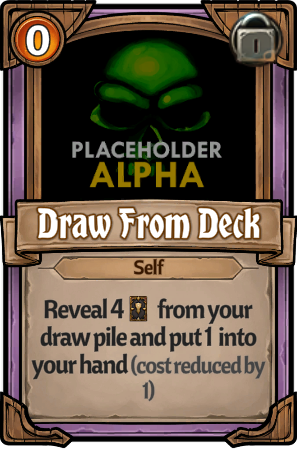 0
I
PLACEHOLDER
ALPHA
Draw From Deck
Self
Reveal 4 from your
draw pile and put 1 into
your hand (cost reduced by
1)